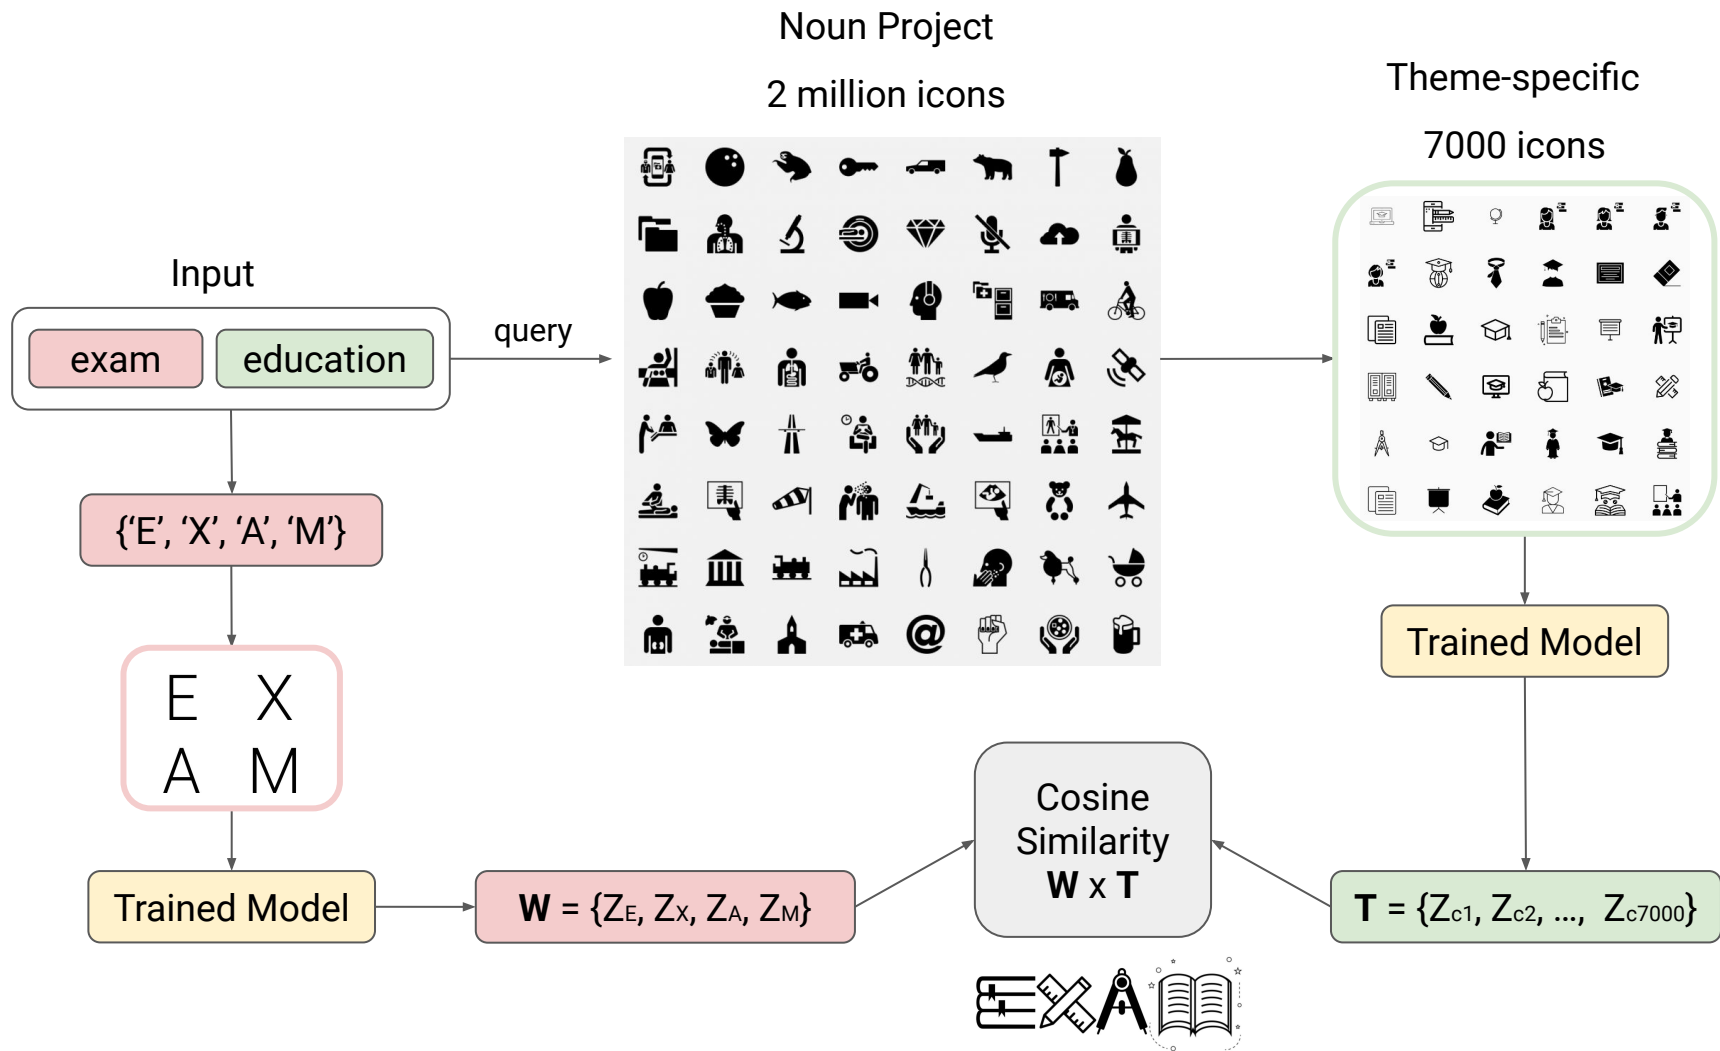 Noun Project
2 million icons
Theme-specific
7000 icons
Input
exam
education
query
{‘E’, ‘X’, ‘A’, ‘M’}
E X
A M
Trained Model
Trained Model
W = {ZE, ZX, ZA, ZM}
Cosine
Similarity
W x T
T = {Zc1, Zc2, ..., Zc7000}
@